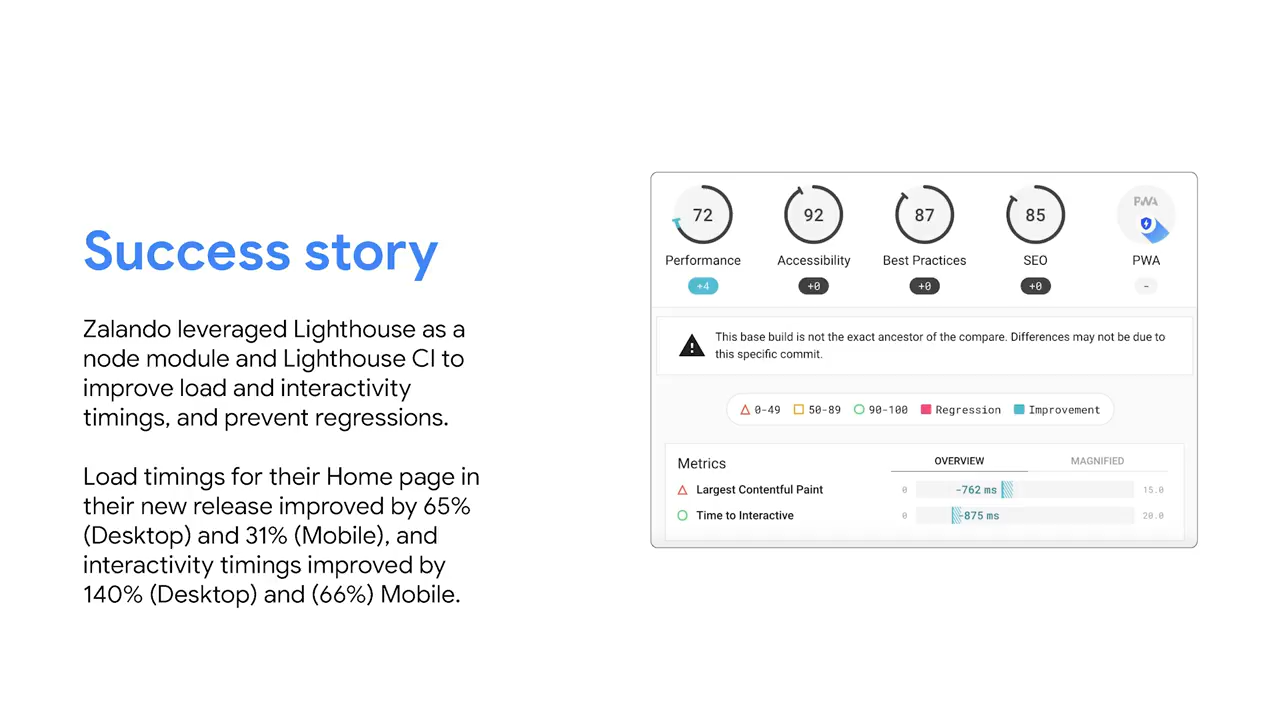 Success story
Zalando leveraged Lighthouse as a
node module and Lighthouse CI to
improve load and interactivity
timings, and prevent regressions.
Load timings for their Home page in
their new release improved by 65%
(Desktop) and 31% (Mobile), and
interactivity timings improved by
140% (Desktop) and (66%) Mobile.
72 92 87 85 PWA
Performance Accessibility Best Practices SEO PWA
+4 +0 +0 +0 -
This base build is not the exact ancestor of the compare. Differences may not be due to
this specific commit.
0-49 50-89 90-100 Regression Improvement
Metrics OVERVIEW MAGNIFIED
Largest Contentful Paint 0 -762 ms 15.0
Time to Interactive 0 -875 ms 20.0